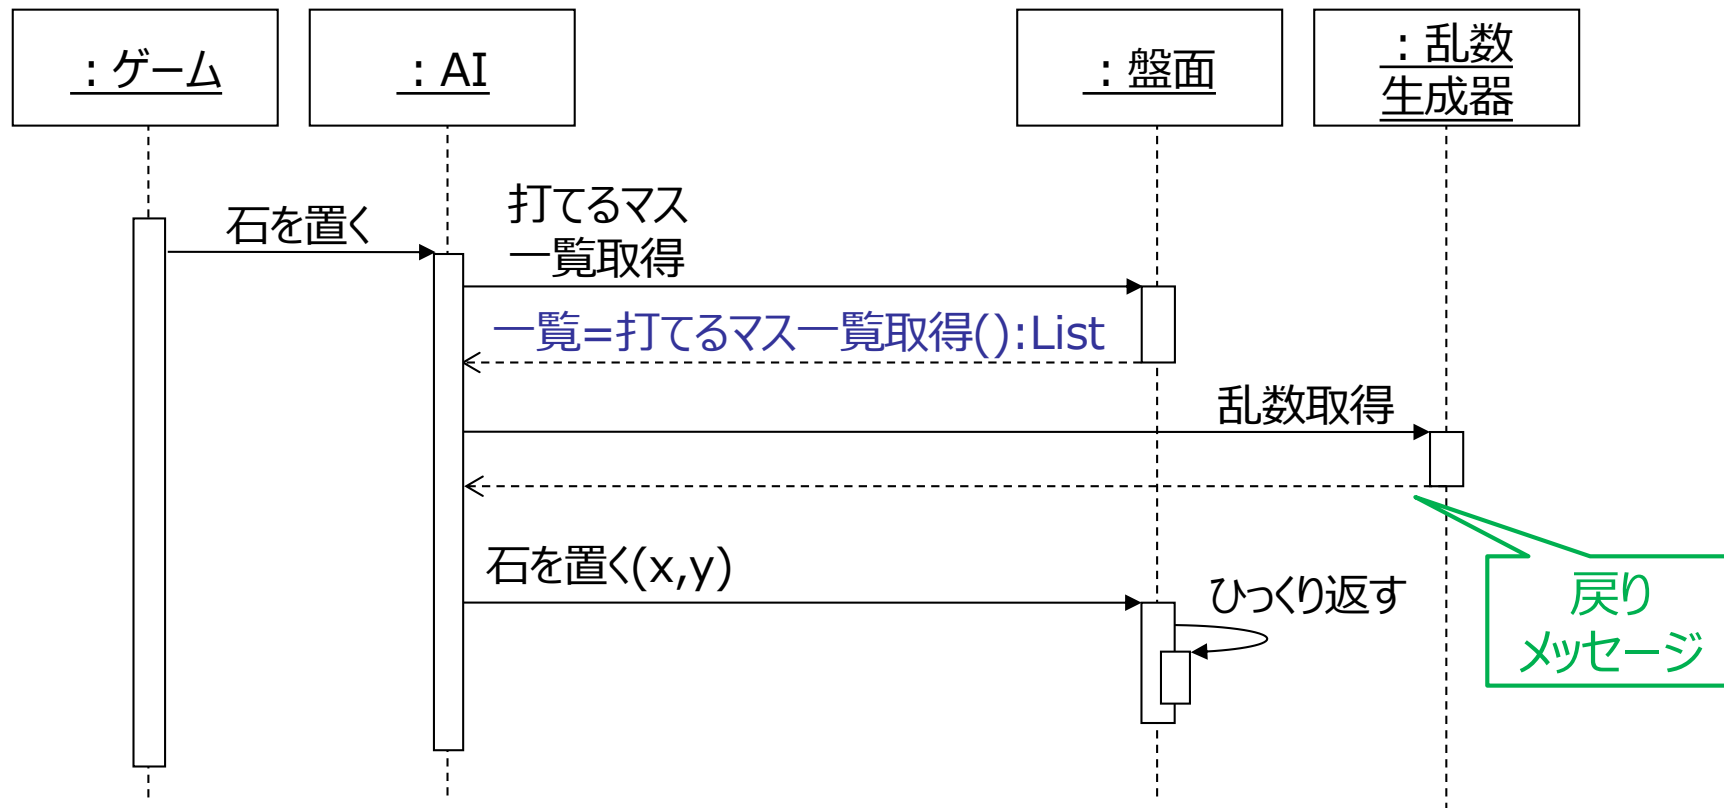 ：ゲーム
：AI
：盤面
：乱数
生成器
石を置く
打てるマス
一覧取得
一覧=打てるマス一覧取得():List
乱数取得
石を置く(x,y)
ひっくり返す
戻り
メッセージ